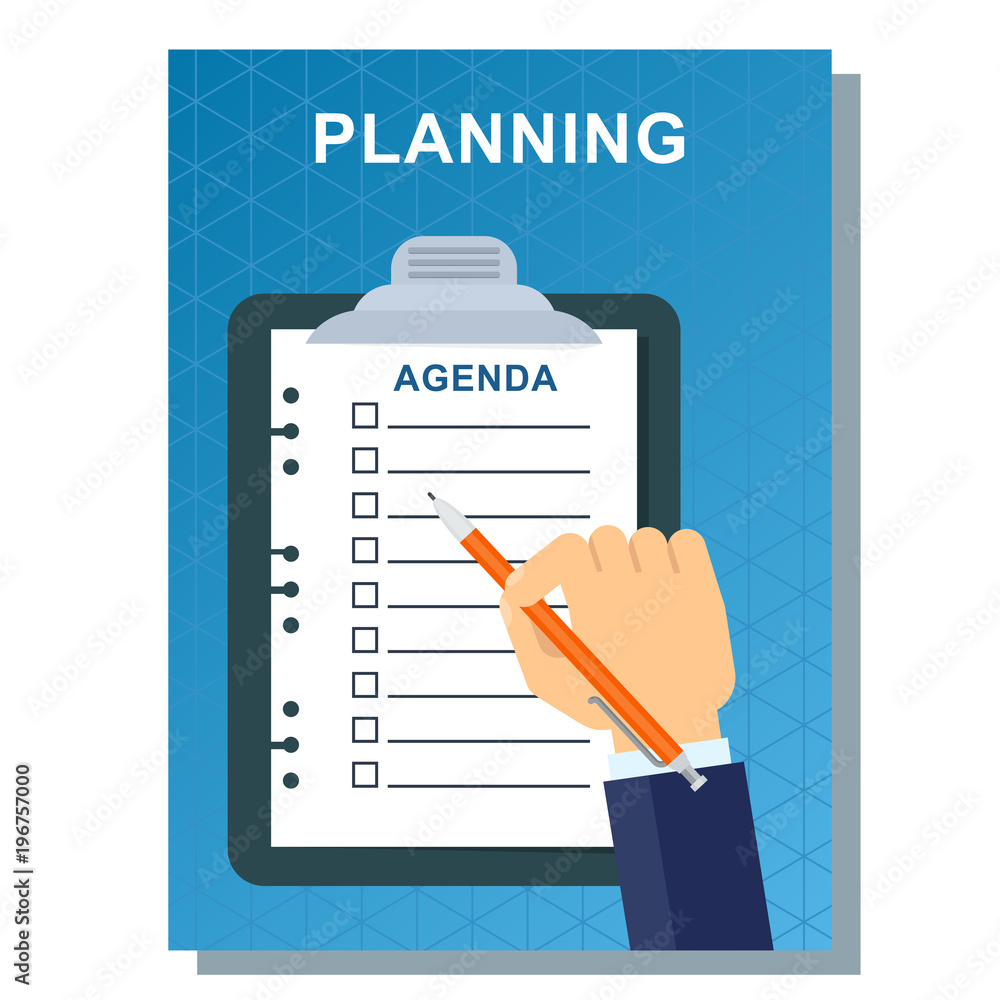 PLANNING
AGENDA
Adobe Stock | #196757000